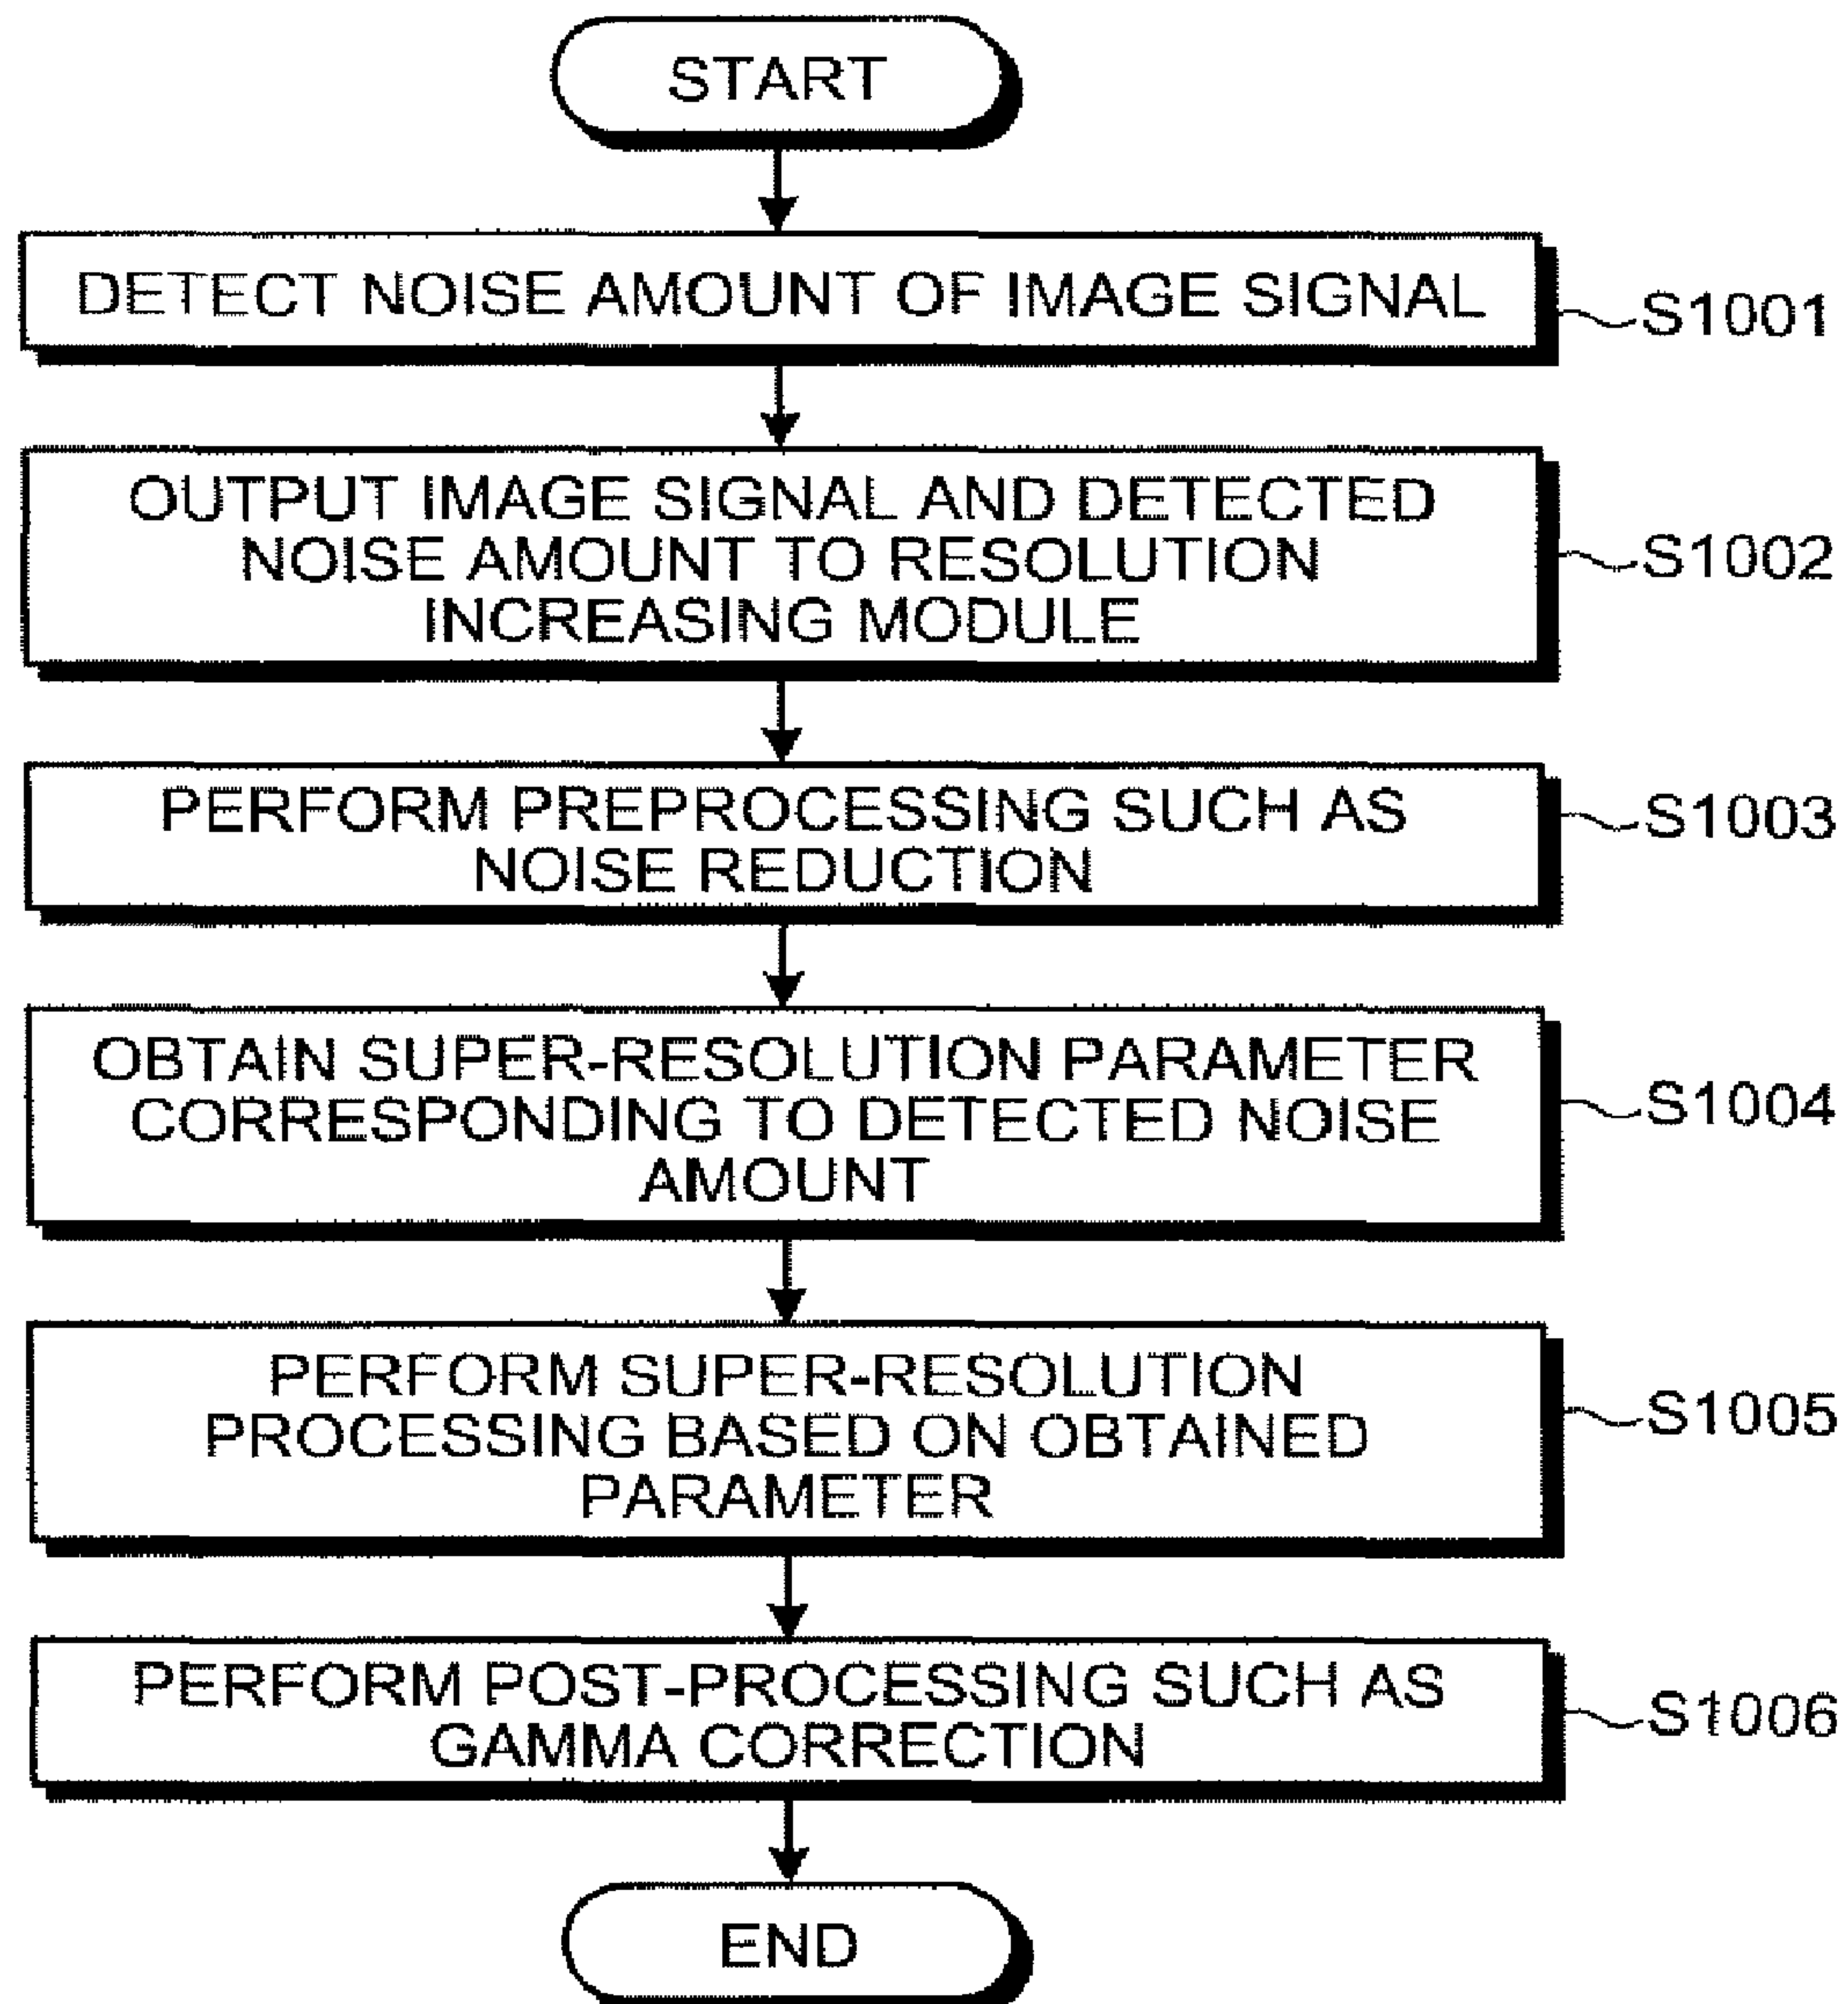 START
DETECT NOISE AMOUNT OF IMAGE SIGNAL
S1001
OUTPUT IMAGE SIGNAL AND DETECTED
NOISE AMOUNT TO RESOLUTION
INCREASING MODULE
S1002
PERFORM PREPROCESSING SUCH AS
NOISE REDUCTION
S1003
OBTAIN SUPER-RESOLUTION PARAMETER
CORRESPONDING TO DETECTED NOISE
AMOUNT
S1004
PERFORM SUPER-RESOLUTION
PROCESSING BASED ON OBTAINED
PARAMETER
S1005
PERFORM POST-PROCESSING SUCH AS
GAMMA CORRECTION
S1006
END